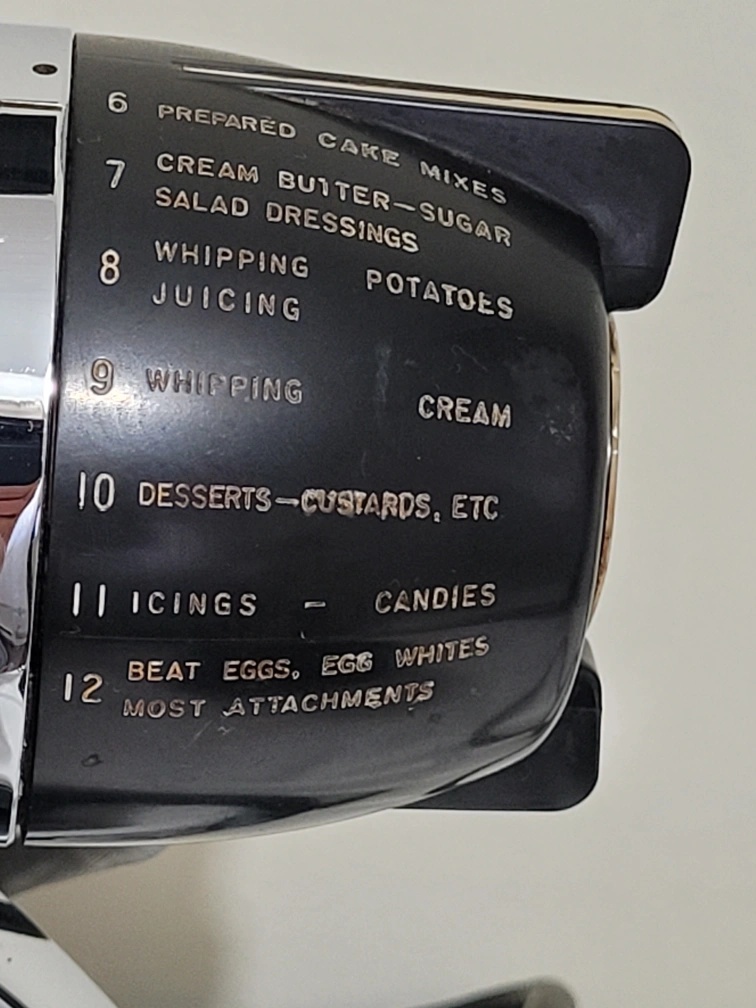 6 PREPARED CAKE MIXES
7 CREAM BUTTER—SUGAR
SALAD DRESSINGS
8 WHIPPING POTATOES
JUICING
9 WHIPPING CREAM
10 DESSERTS—CUSTARDS, ETC
11 ICINGS - CANDIES
12 BEAT EGGS, EGG WHITES
MOST ATTACHMENTS